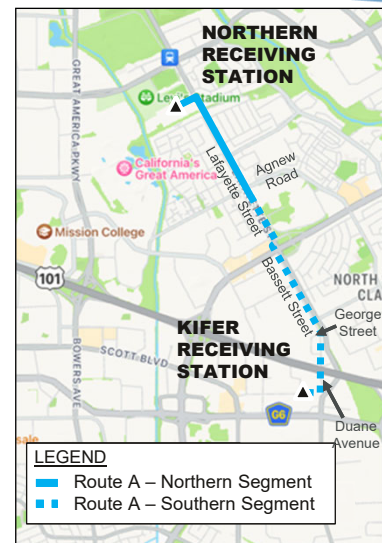 NORTHERN
RECEIVING
STATION
GREAT AMERICA PKWY
Levi's Stadium
California's
Great America
Lafayette Street
Agnew
Road
Mission College
Bassett Street
101
NORTH
CLA
George
Street
KIFER
RECEIVING
STATION
SCOTT BLVD
BOWERS AVE
G6
Duane
Avenue
sale
LEGEND
Route A – Northern Segment
Route A – Southern Segment